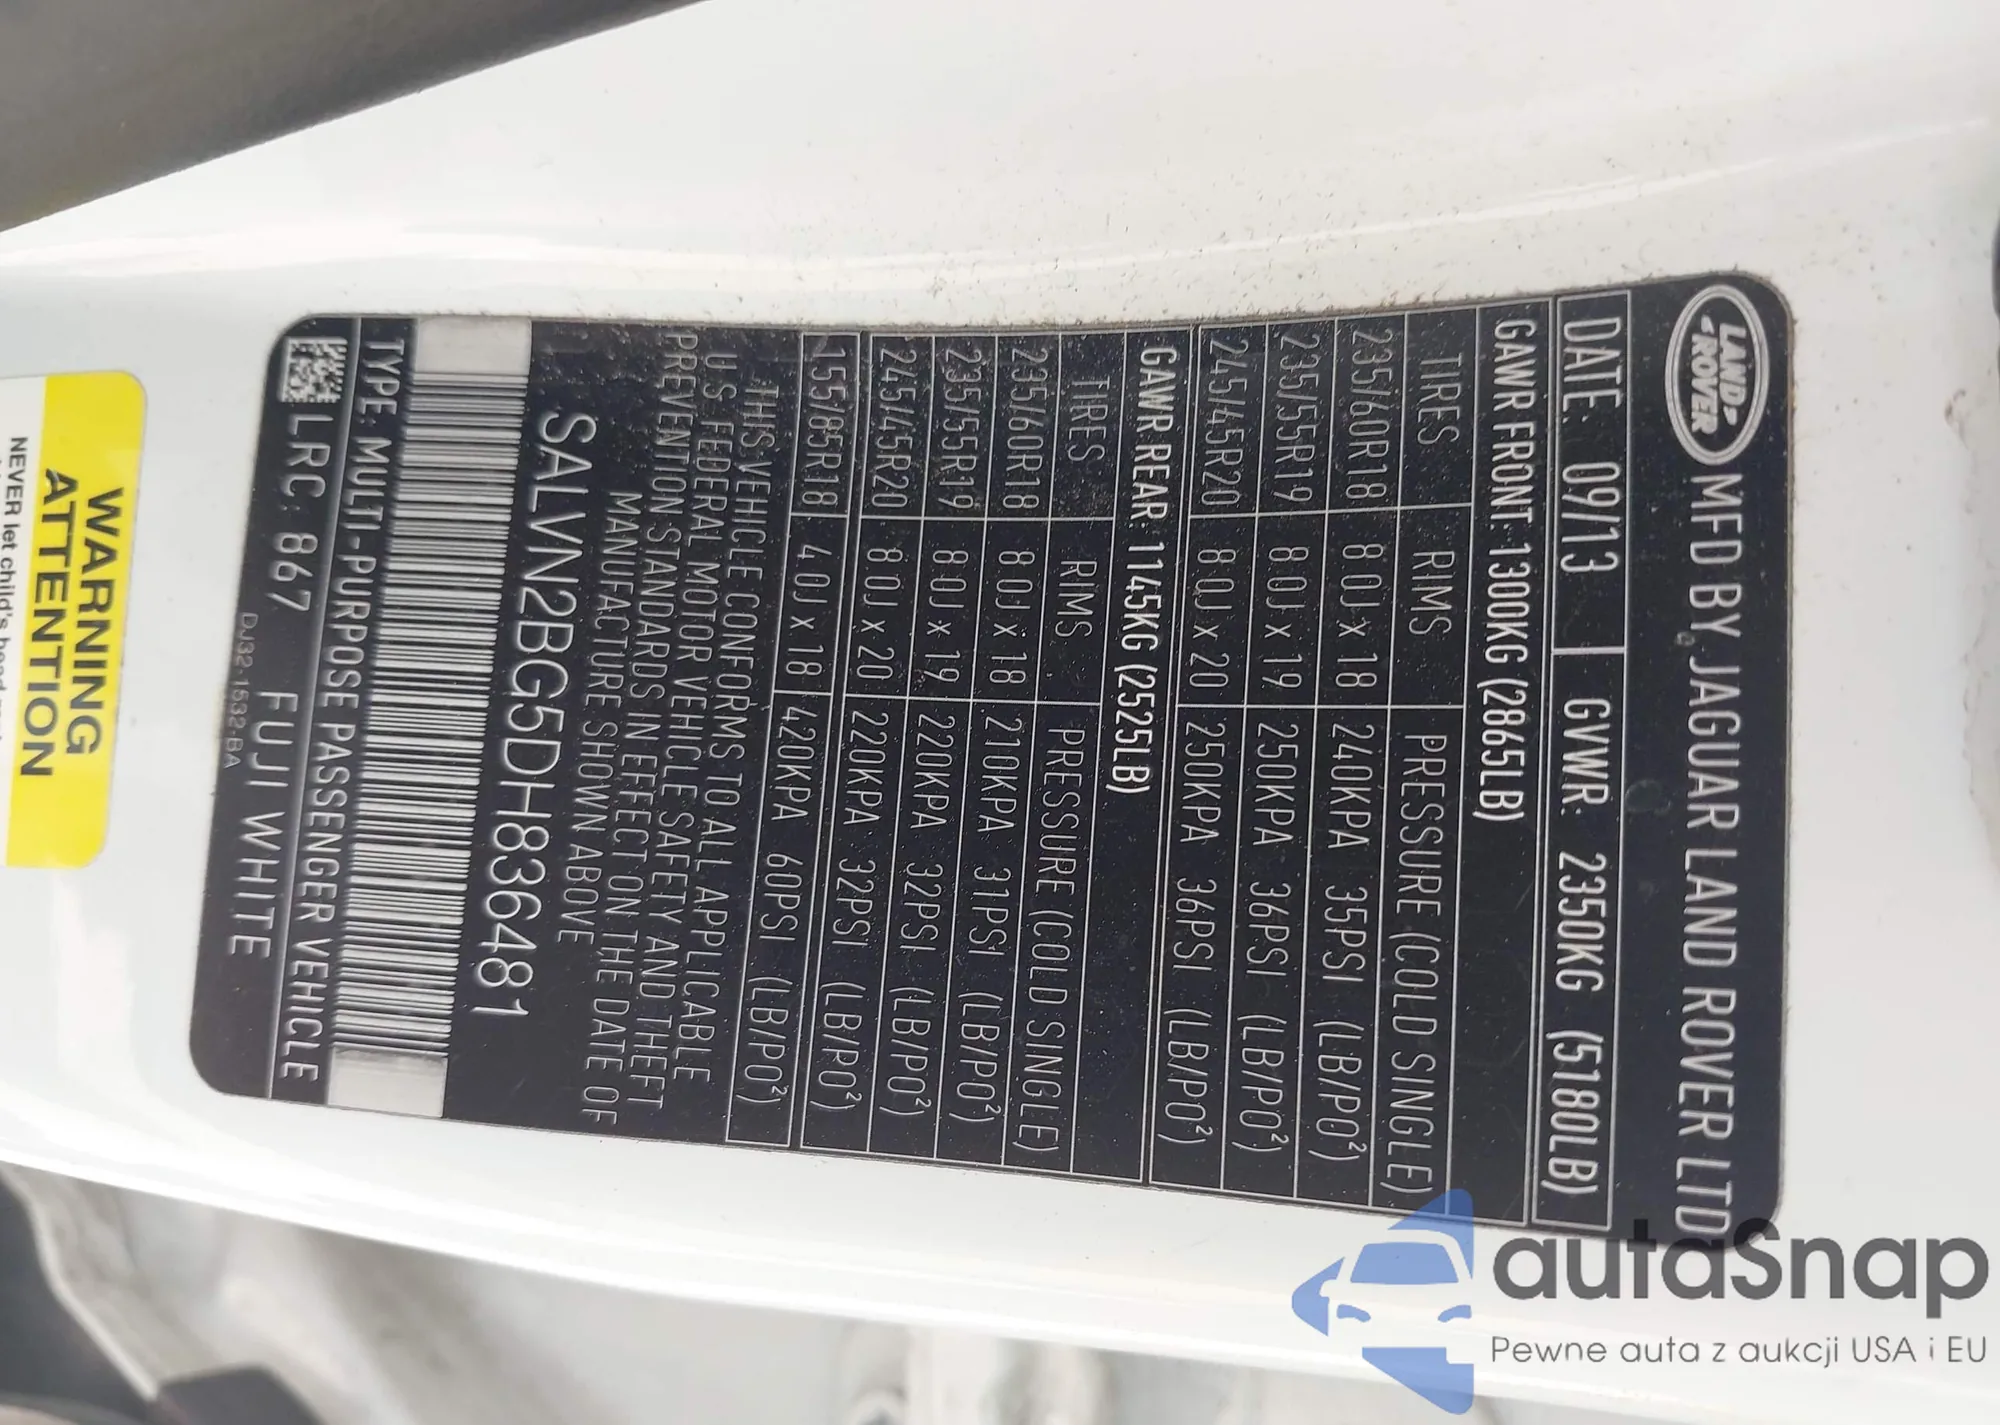 LAND-
-ROVER
MFD BY JAGUAR LAND ROVER LTD
DATE: 09/13 GVWR: 2350KG (5180LB)
GAWR FRONT: 1300KG (2865LB)
TIRES RIMS PRESSURE (COLD SINGLE)
235/60R18 8.0J x 18 240KPA 35PSI (LB/PO²)
235/55R19 8.0J x 19 250KPA 36PSI (LB/PO²)
245/45R20 8.0J x 20 250KPA 36PSI (LB/PO²)
GAWR REAR: 1145KG (2525LB)
TIRES RIMS PRESSURE (COLD SINGLE)
235/60R18 8.0J x 18 210KPA 31PSI (LB/PO²)
235/55R19 8.0J x 19 220KPA 32PSI (LB/PO²)
245/45R20 8.0J x 20 220KPA 32PSI (LB/PO²)
155/85R18 4.0J x 18 420KPA 60PSI (LB/PO²)
THIS VEHICLE CONFORMS TO ALL APPLICABLE
U.S. FEDERAL MOTOR VEHICLE SAFETY AND THEFT
PREVENTION STANDARDS IN EFFECT ON THE DATE OF
MANUFACTURE SHOWN ABOVE
SALVN2BG5DH836481
TYPE: MULTI-PURPOSE PASSENGER VEHICLE
LRC: 867 FUJI WHITE
DJ32-1532-BA
WARNING
ATTENTION
NEVER let child's head
autaSnap
Pewne auta z aukcji USA i EU